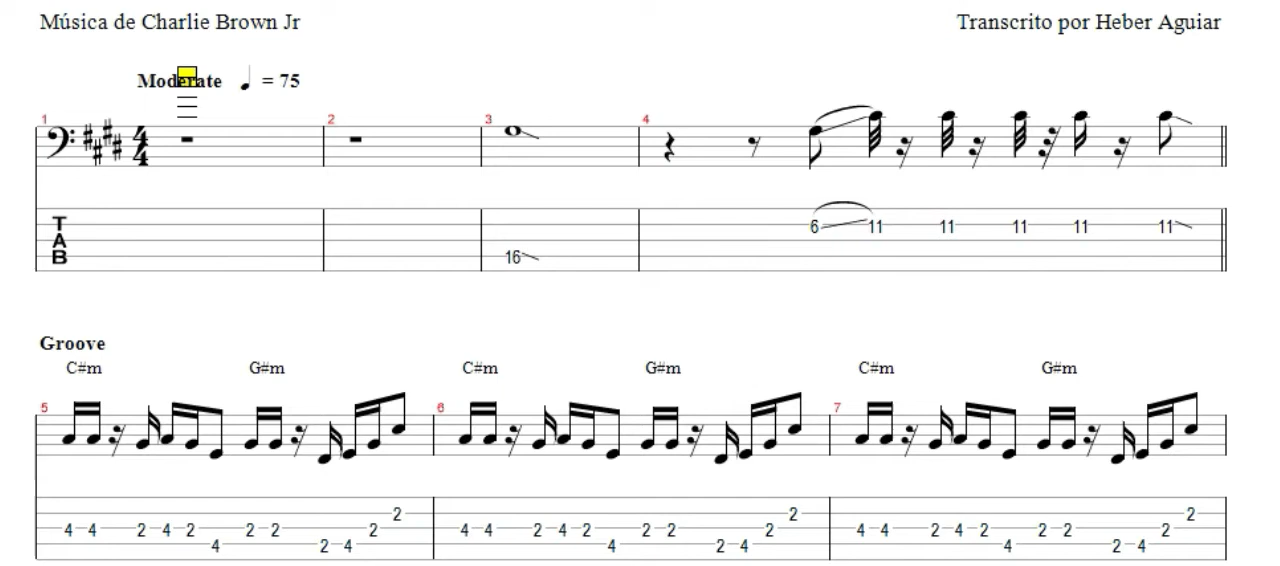 Música de Charlie Brown Jr Transcrito por Heber Aguiar
Moderate = 75
1 2 3 4
4
4
T
A
B
6 11 11 11 11 11
16
Groove
C#m G#m C#m G#m C#m G#m
5 6 7
2 2 2
4 4 2 4 2 2 2 2 4 4 2 4 2 2 2 2 4 4 2 4 2 2 2 2
4 2 4 4 2 4 4 2 4